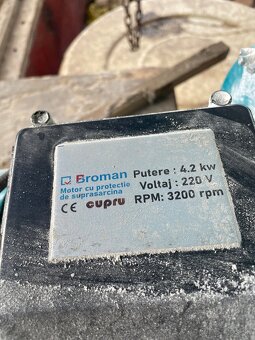 Broman
Motor cu protectie
de suprasarcina
CE cupru
Putere : 4.2 kw
Voltaj : 220 V
RPM: 3200 rpm